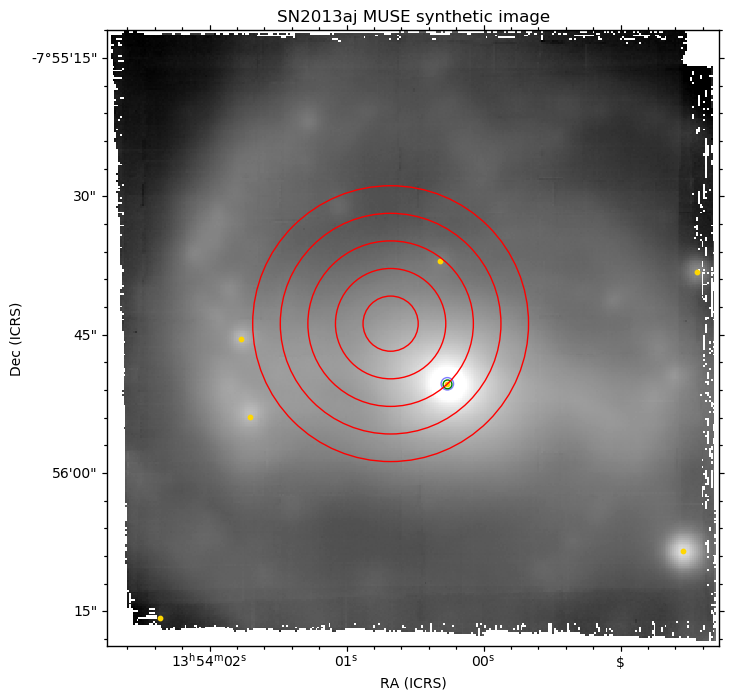 SN2013aj MUSE synthetic image
-7°55'15"
30"
45"
56'00"
15"
Dec (ICRS)
13ʰ54ᵐ02ˢ 01ˢ 00ˢ $
RA (ICRS)